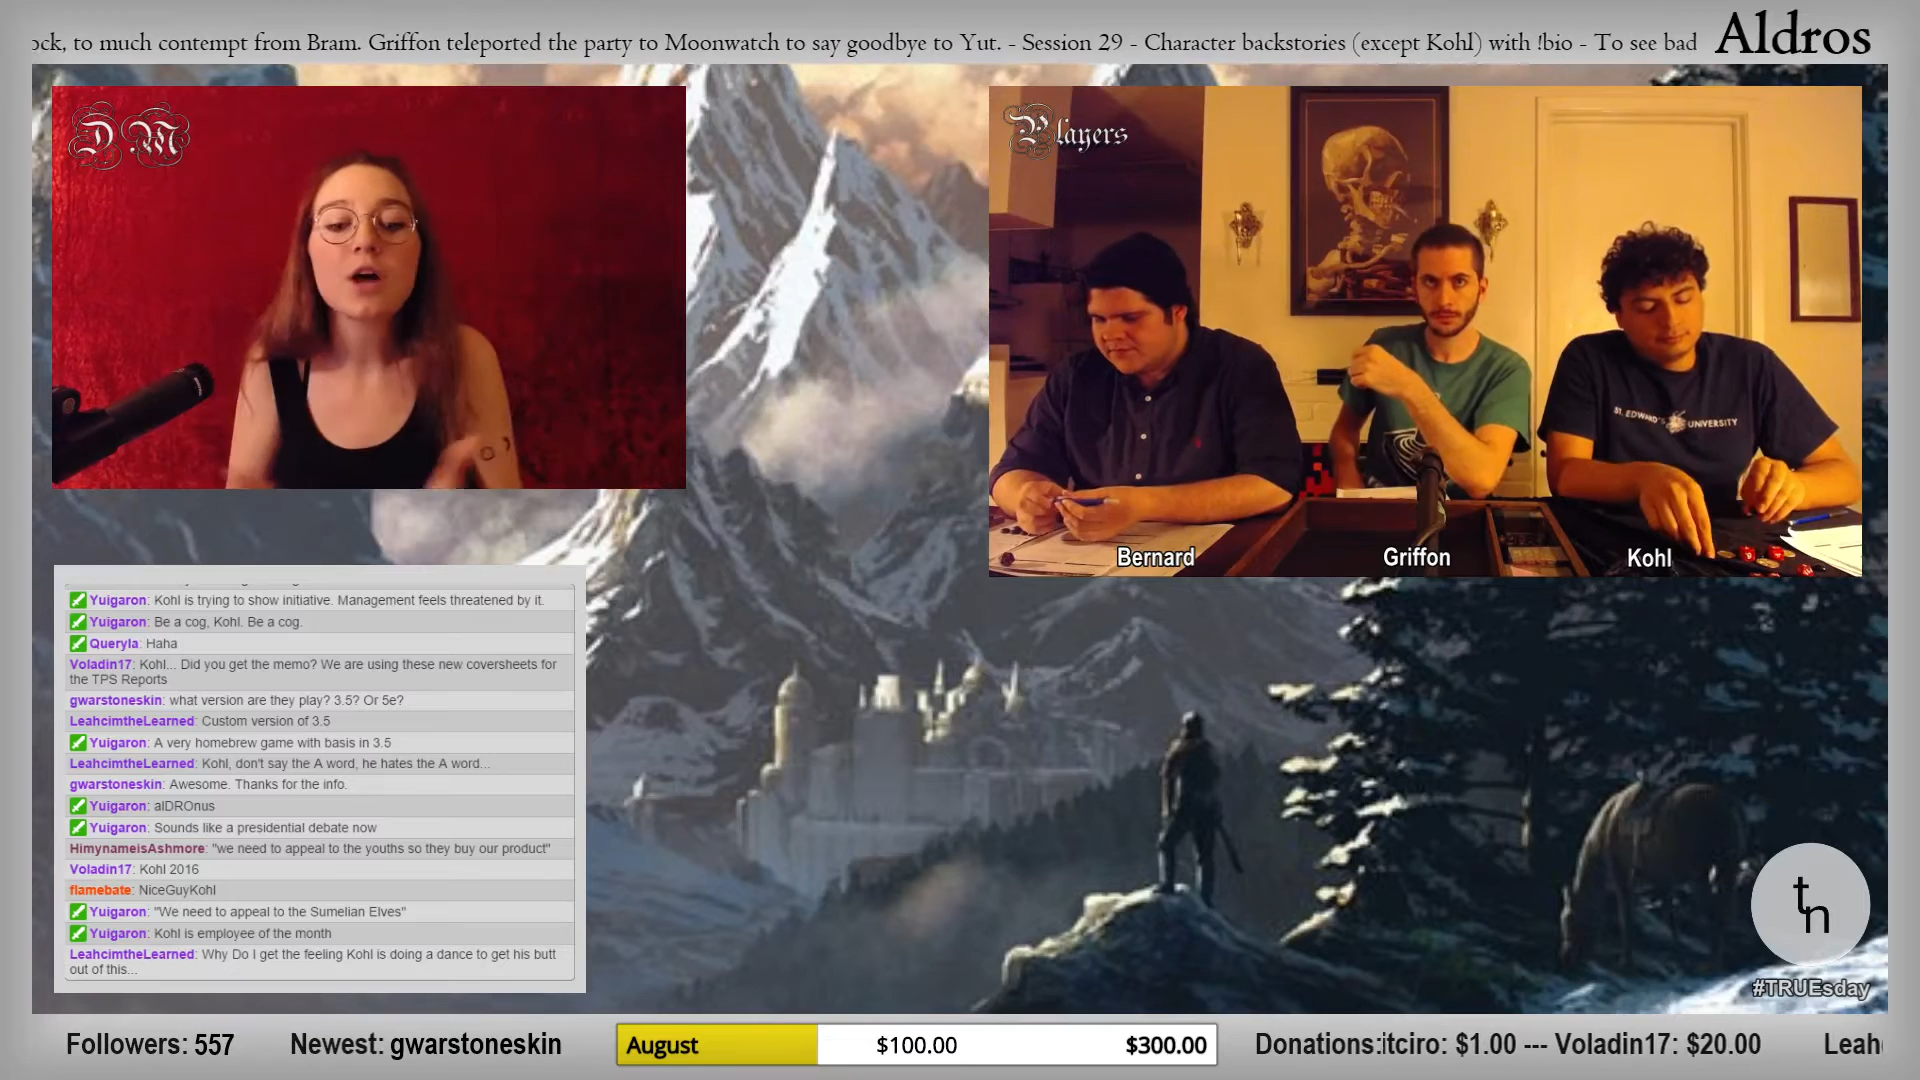 ock, to much contempt from Bram. Griffon teleported the party to Moonwatch to say goodbye to Yut. - Session 29 - Character backstories (except Kohl) with !bio - To see bad
Aldros
DM
Players
ST. EDWARD'S UNIVERSITY
Bernard
Griffon
Kohl
Yuigaron: Kohl is trying to show initiative. Management feels threatened by it.
Yuigaron: Be a cog, Kohl. Be a cog.
Queryla: Haha
Voladin17: Kohl... Did you get the memo? We are using these new coversheets for
the TPS Reports
gwarstoneskin: what version are they play? 3.5? Or 5e?
LeahcimtheLearned: Custom version of 3.5
Yuigaron: A very homebrew game with basis in 3.5
LeahcimtheLearned: Kohl, don't say the A word, he hates the A word...
gwarstoneskin: Awesome. Thanks for the info.
Yuigaron: alDROnus
Yuigaron: Sounds like a presidential debate now
HimynameisAshmore: "we need to appeal to the youths so they buy our product"
Voladin17: Kohl 2016
flamebate: NiceGuyKohl
Yuigaron: "We need to appeal to the Sumelian Elves"
Yuigaron: Kohl is employee of the month
LeahcimtheLearned: Why Do I get the feeling Kohl is doing a dance to get his butt
out of this...
tn
#TRUEsday
Followers: 557
Newest: gwarstoneskin
August
$100.00
$300.00
Donations: itciro: $1.00 --- Voladin17: $20.00 Leah